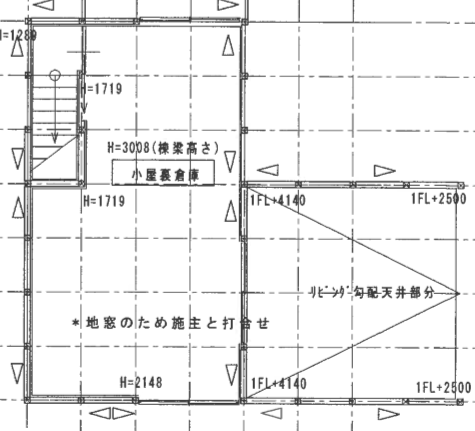 H=1289
H=1719
H=3008(棟梁高さ)
小屋裏倉庫
H=1719
1FL+4140
1FL+2500
リビング勾配天井部分
*地窓のため施主と打合せ
H=2148
1FL+4140
1FL+2500